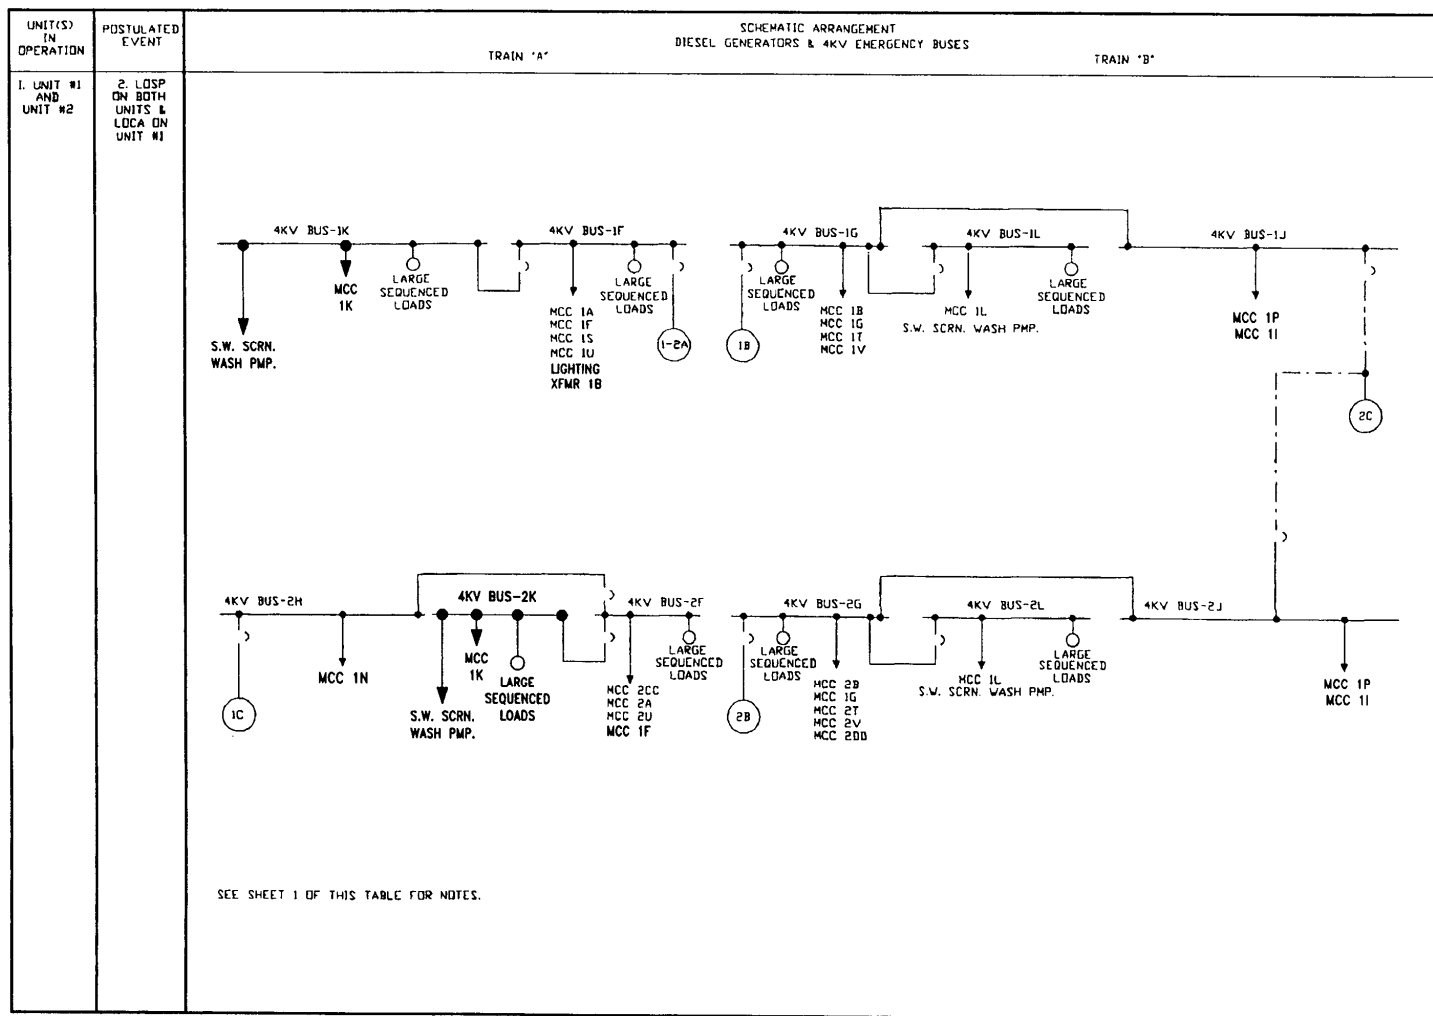 UNIT(S)
IN
OPERATION
POSTULATED
EVENT
SCHEMATIC ARRANGEMENT
DIESEL GENERATORS & 4KV EMERGENCY BUSES
TRAIN "A"
TRAIN "B"
1. UNIT #1
AND
UNIT #2
2. LOSP
ON BOTH
UNITS &
LOCA ON
UNIT #1
4KV BUS-1K
4KV BUS-1F
4KV BUS-1G
4KV BUS-1L
4KV BUS-1J
S.W. SCRN.
WASH PMP.
MCC
1K
LARGE
SEQUENCED
LOADS
MCC 1A
MCC 1F
MCC 1S
MCC 1U
LIGHTING
XFMR 1B
LARGE
SEQUENCED
LOADS
1-2A
1B
LARGE
SEQUENCED
LOADS
MCC 1B
MCC 1G
MCC 1T
MCC 1V
MCC 1L
S.W. SCRN. WASH PMP.
LARGE
SEQUENCED
LOADS
MCC 1P
MCC 1I
2C
4KV BUS-2H
4KV BUS-2K
4KV BUS-2F
4KV BUS-2G
4KV BUS-2L
4KV BUS-2J
1C
MCC 1N
S.W. SCRN.
WASH PMP.
MCC
1K
LARGE
SEQUENCED
LOADS
MCC 2CC
MCC 2A
MCC 2U
MCC 1F
LARGE
SEQUENCED
LOADS
2B
LARGE
SEQUENCED
LOADS
MCC 2B
MCC 1G
MCC 2T
MCC 2V
MCC 2DD
MCC 1L
S.W. SCRN. WASH PMP.
LARGE
SEQUENCED
LOADS
MCC 1P
MCC 1I
SEE SHEET 1 OF THIS TABLE FOR NOTES.